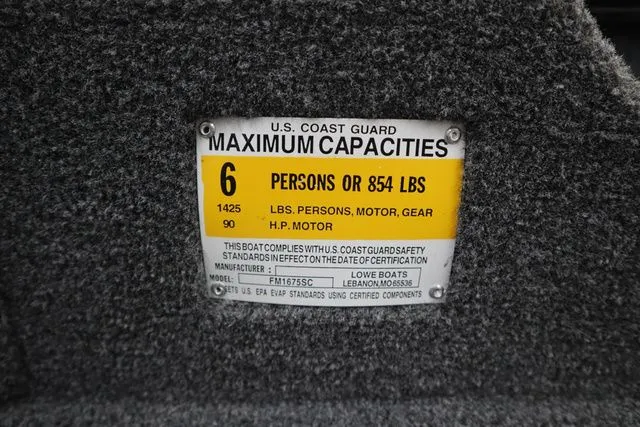 U.S. COAST GUARD
MAXIMUM CAPACITIES
6 PERSONS OR 854 LBS
1425 LBS. PERSONS, MOTOR, GEAR
90 H.P. MOTOR
THIS BOAT COMPLIES WITH U.S. COAST GUARD SAFETY
STANDARDS IN EFFECT ON THE DATE OF CERTIFICATION
MANUFACTURER : LOWE BOATS
MODEL: FM1675SC LEBANON,MO 65536
U.S. EPA EVAP STANDARDS USING CERTIFIED COMPONENTS